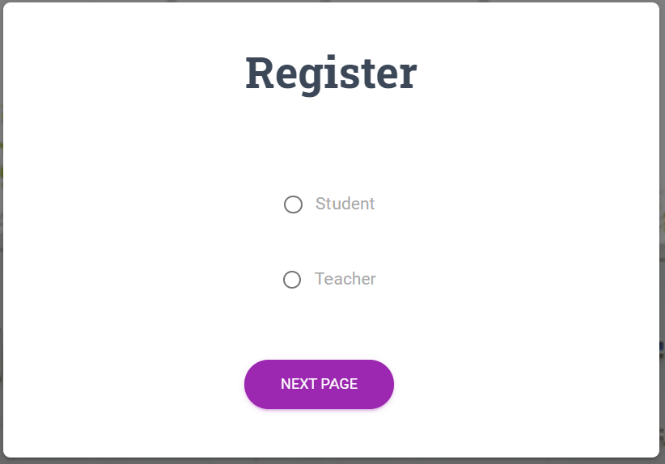 Register
Student
Teacher
NEXT PAGE